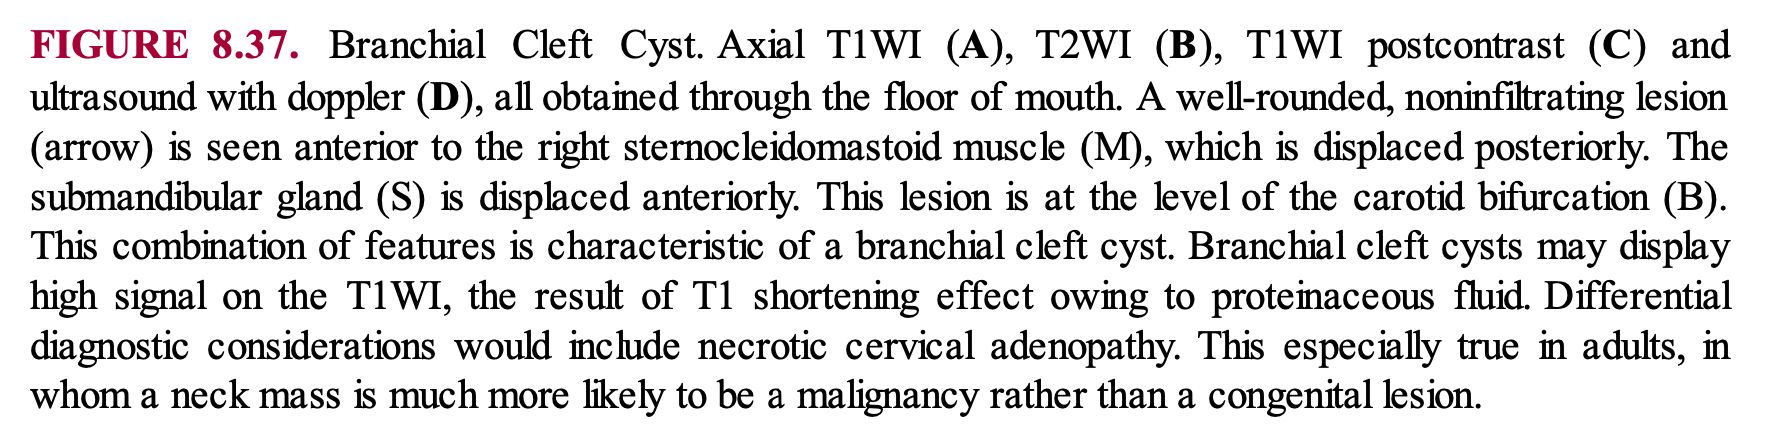 FIGURE 8.37. Branchial Cleft Cyst. Axial T1WI (A), T2WI (B), T1WI postcontrast (C) and
ultrasound with doppler (D), all obtained through the floor of mouth. A well-rounded, noninfiltrating lesion
(arrow) is seen anterior to the right sternocleidomastoid muscle (M), which is displaced posteriorly. The
submandibular gland (S) is displaced anteriorly. This lesion is at the level of the carotid bifurcation (B).
This combination of features is characteristic of a branchial cleft cyst. Branchial cleft cysts may display
high signal on the T1WI, the result of T1 shortening effect owing to proteinaceous fluid. Differential
diagnostic considerations would include necrotic cervical adenopathy. This especially true in adults, in
whom a neck mass is much more likely to be a malignancy rather than a congenital lesion.